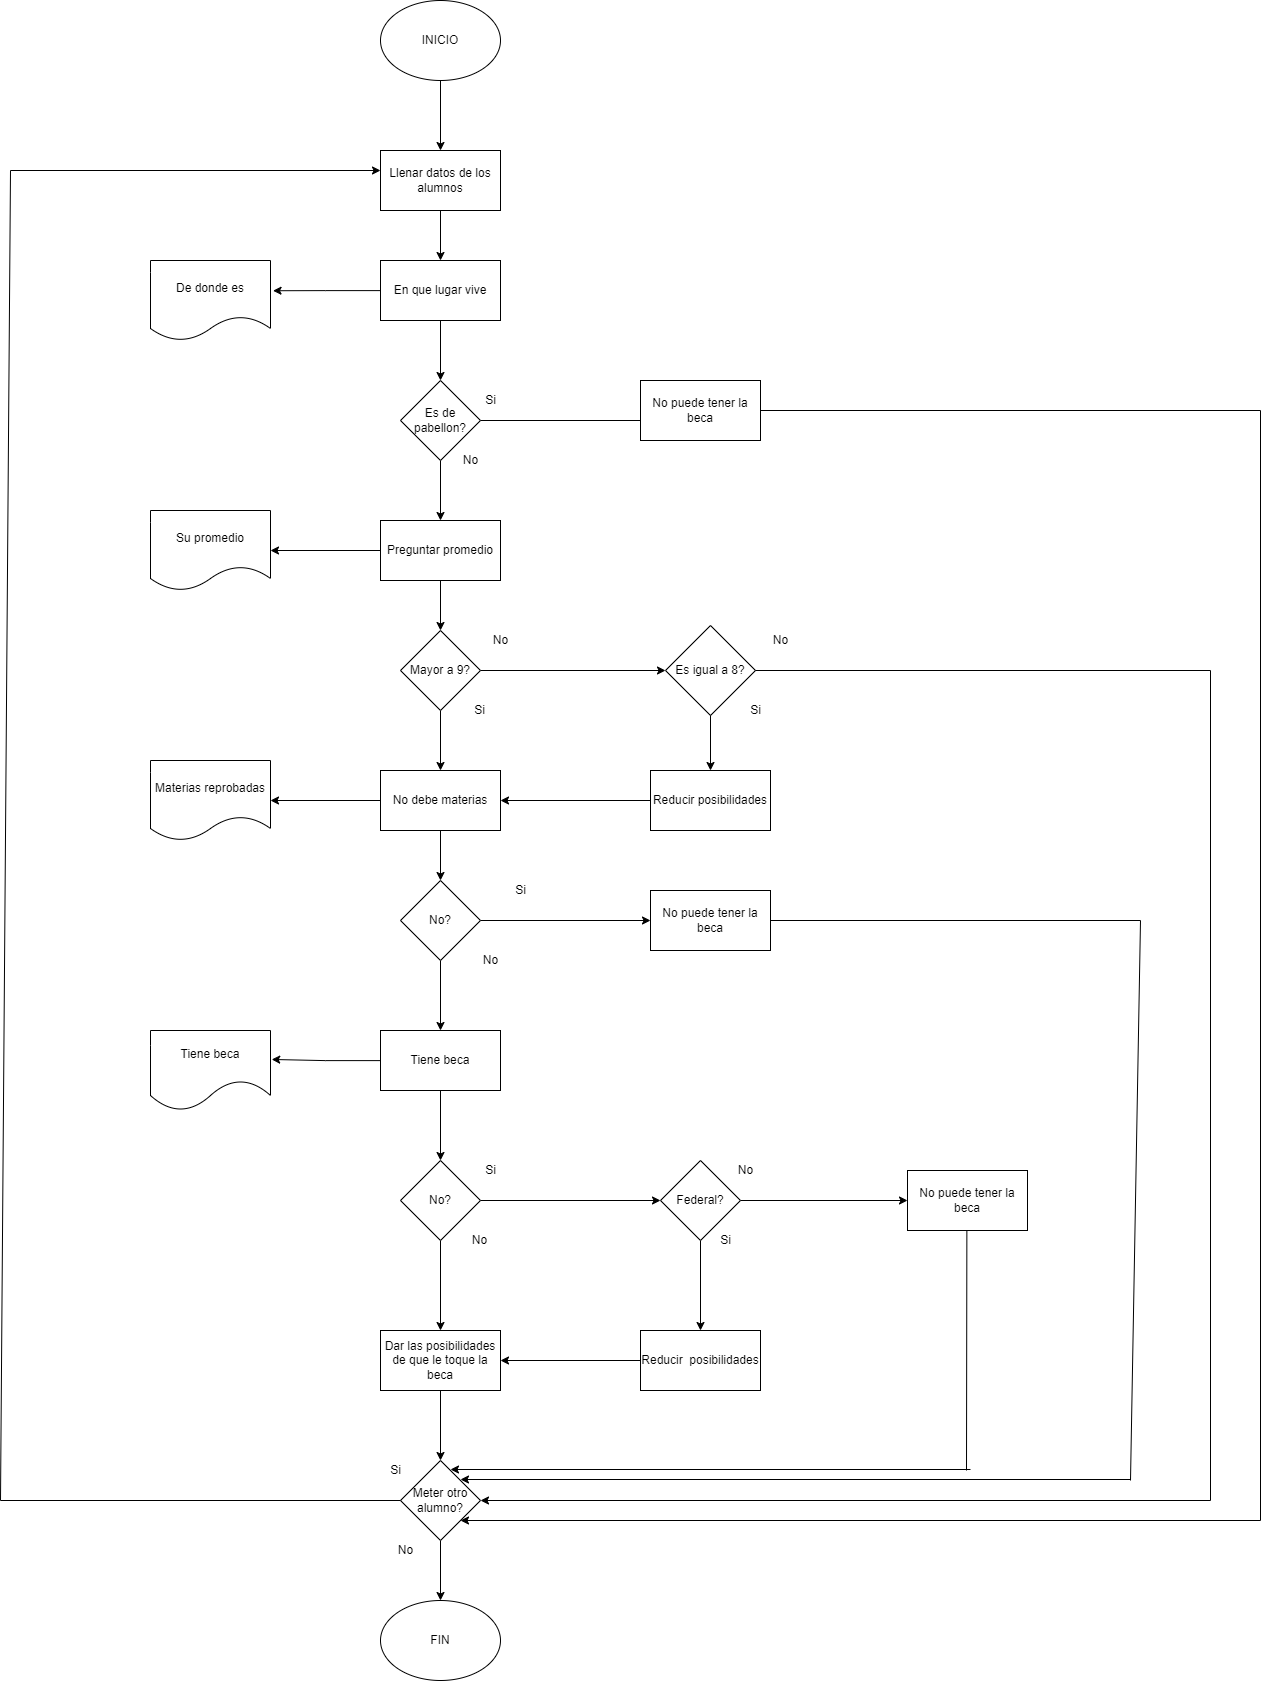 INICIO
Llenar datos de los
alumnos
De donde es
En que lugar vive
Si
No puede tener la
beca
Es de
pabellon?
No
Su promedio
Preguntar promedio
No
No
Mayor a 9?
Es igual a 8?
Si
Si
Materias reprobadas
No debe materias
Reducir posibilidades
Si
No puede tener la
beca
No?
No
Tiene beca
Tiene beca
Si
No
No puede tener la
beca
No?
Federal?
No
Si
Dar las posibilidades
de que le toque la
beca
Reducir  posibilidades
Si
Meter otro
alumno?
No
FIN